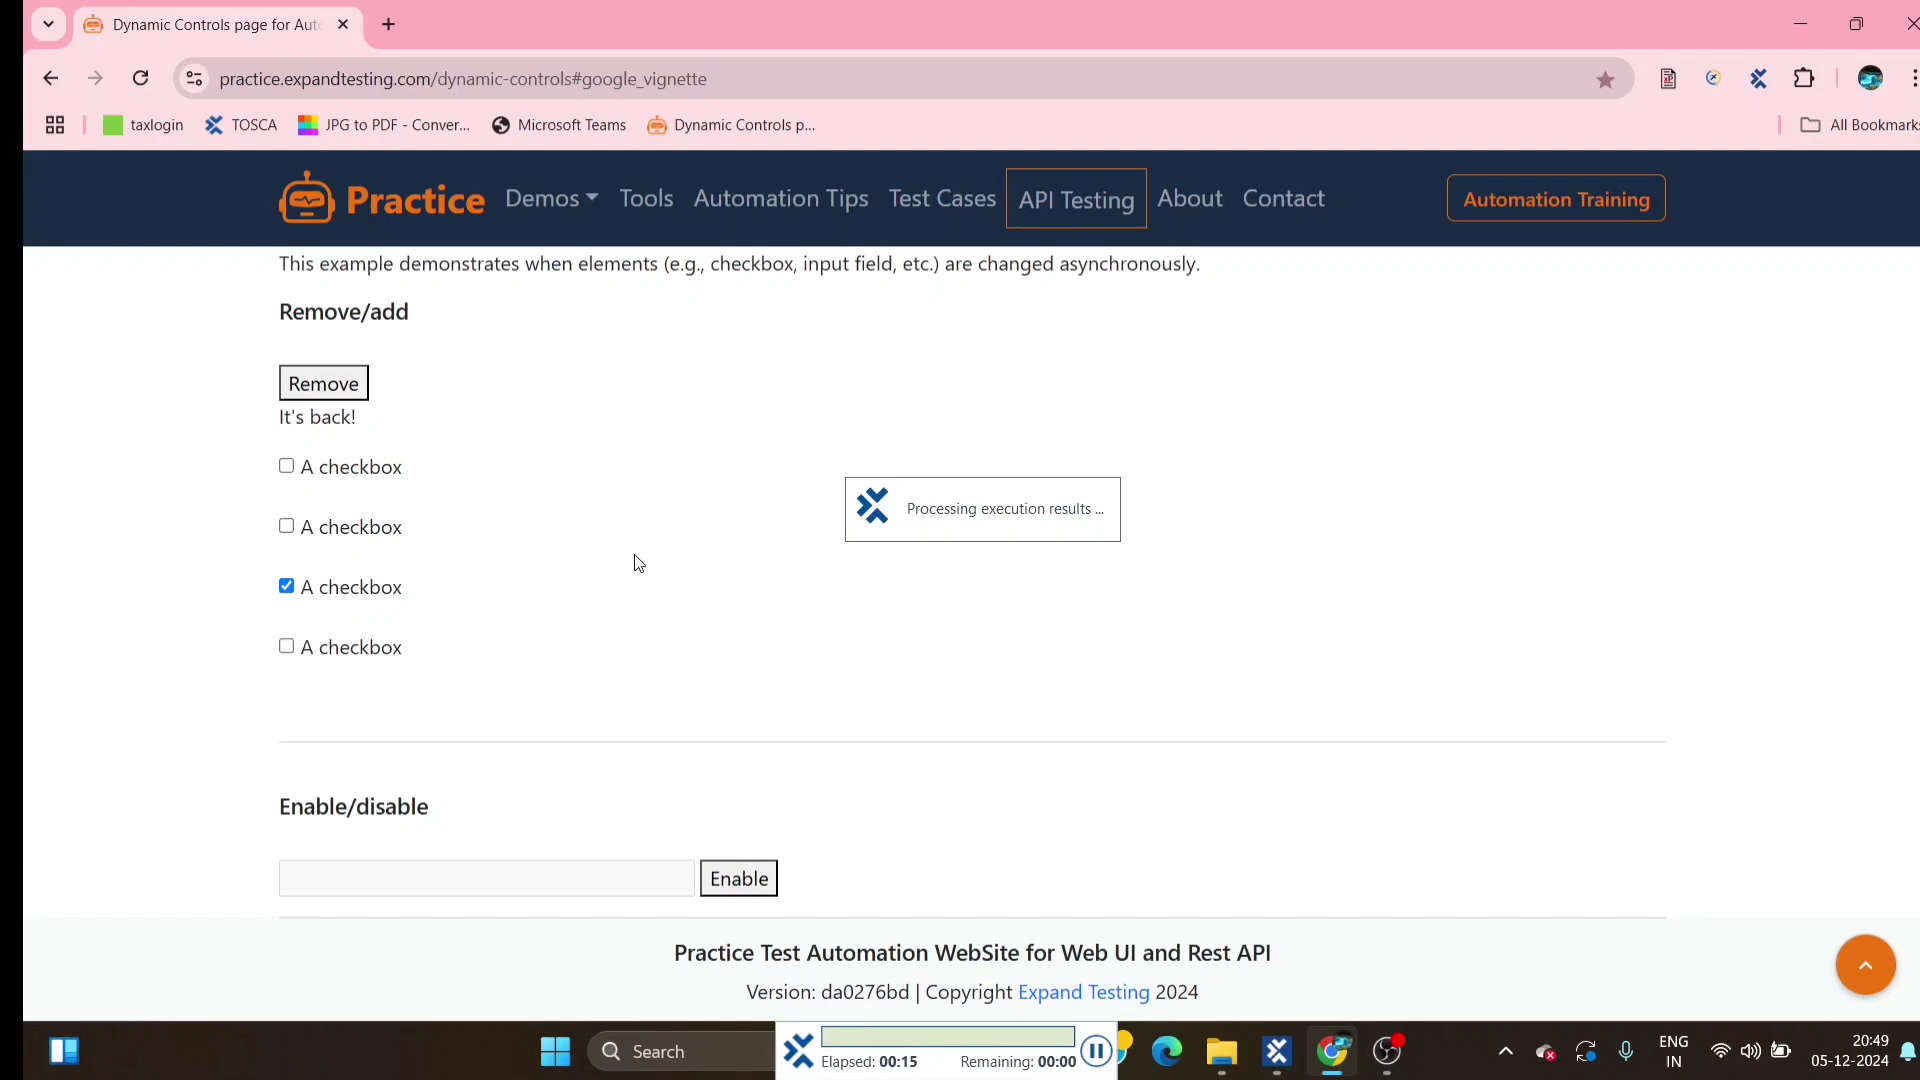 Dynamic Controls page for Aut
practice.expandtesting.com/dynamic-controls#google_vignette
taxlogin
TOSCA
JPG to PDF - Conver...
Microsoft Teams
Dynamic Controls p...
All Bookmarks
Practice
Demos
Tools
Automation Tips
Test Cases
API Testing
About
Contact
Automation Training
This example demonstrates when elements (e.g., checkbox, input field, etc.) are changed asynchronously.
Remove/add
Remove
It's back!
A checkbox
A checkbox
A checkbox
A checkbox
Processing execution results ...
Enable/disable
Enable
Practice Test Automation WebSite for Web UI and Rest API
Version: da0276bd | Copyright Expand Testing 2024
Search
Elapsed: 00:15
Remaining: 00:00
ENG
IN
20:49
05-12-2024